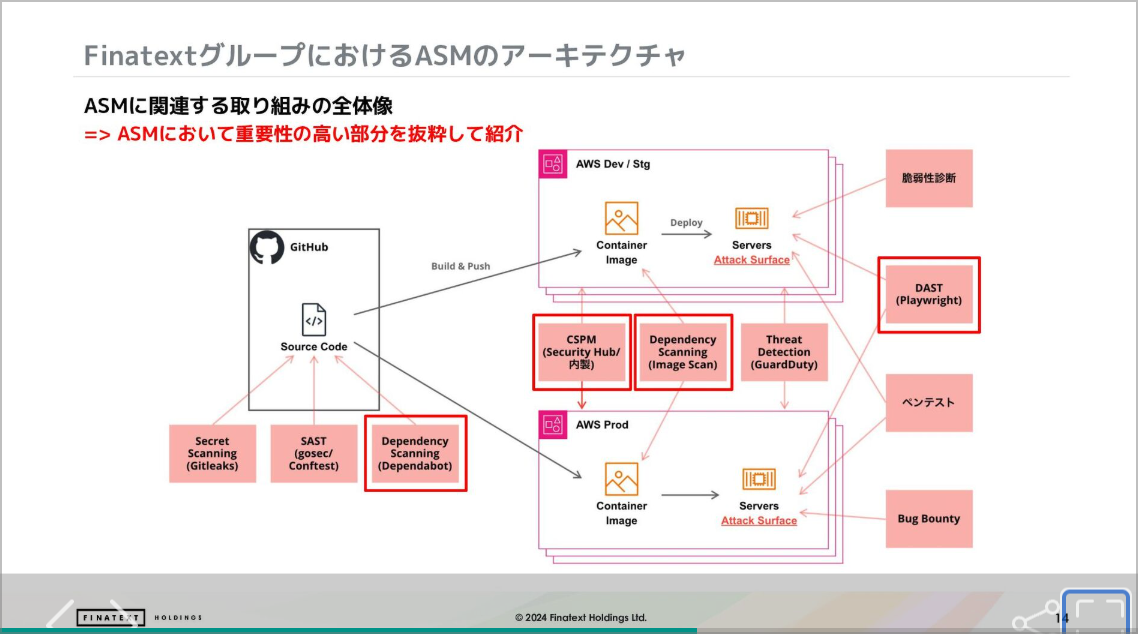 FinatextグループにおけるASMのアーキテクチャ
ASMに関連する取り組みの全体像
=> ASMにおいて重要性の高い部分を抜粋して紹介
GitHub
Source Code
Secret
Scanning
(Gitleaks)
SAST
(gosec/
Conftest)
Dependency
Scanning
(Dependabot)
Build & Push
AWS Dev / Stg
Container
Image
Deploy
Servers
Attack Surface
CSPM
(Security Hub/
内製)
Dependency
Scanning
(Image Scan)
Threat
Detection
(GuardDuty)
AWS Prod
Container
Image
Servers
Attack Surface
脆弱性診断
DAST
(Playwright)
ペンテスト
Bug Bounty
FINATEXT HOLDINGS
© 2024 Finatext Holdings Ltd.
14